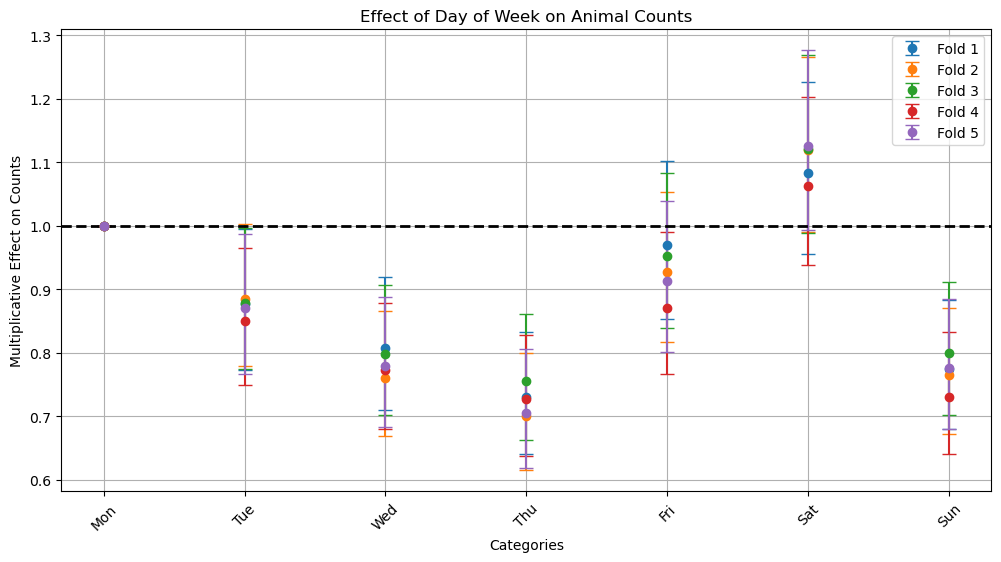 Effect of Day of Week on Animal Counts
Multiplicative Effect on Counts
1.3
1.2
1.1
1.0
0.9
0.8
0.7
0.6
Fold 1
Fold 2
Fold 3
Fold 4
Fold 5
Mon
Tue
Wed
Thu
Fri
Sat
Sun
Categories